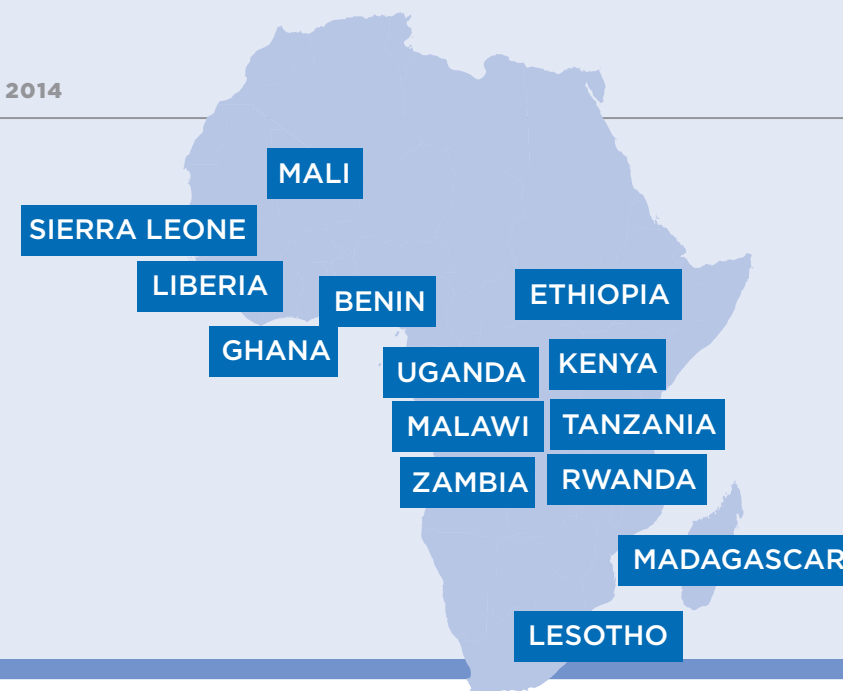 2014
MALI
SIERRA LEONE
LIBERIA
BENIN
ETHIOPIA
GHANA
UGANDA
KENYA
MALAWI
TANZANIA
ZAMBIA
RWANDA
MADAGASCAR
LESOTHO